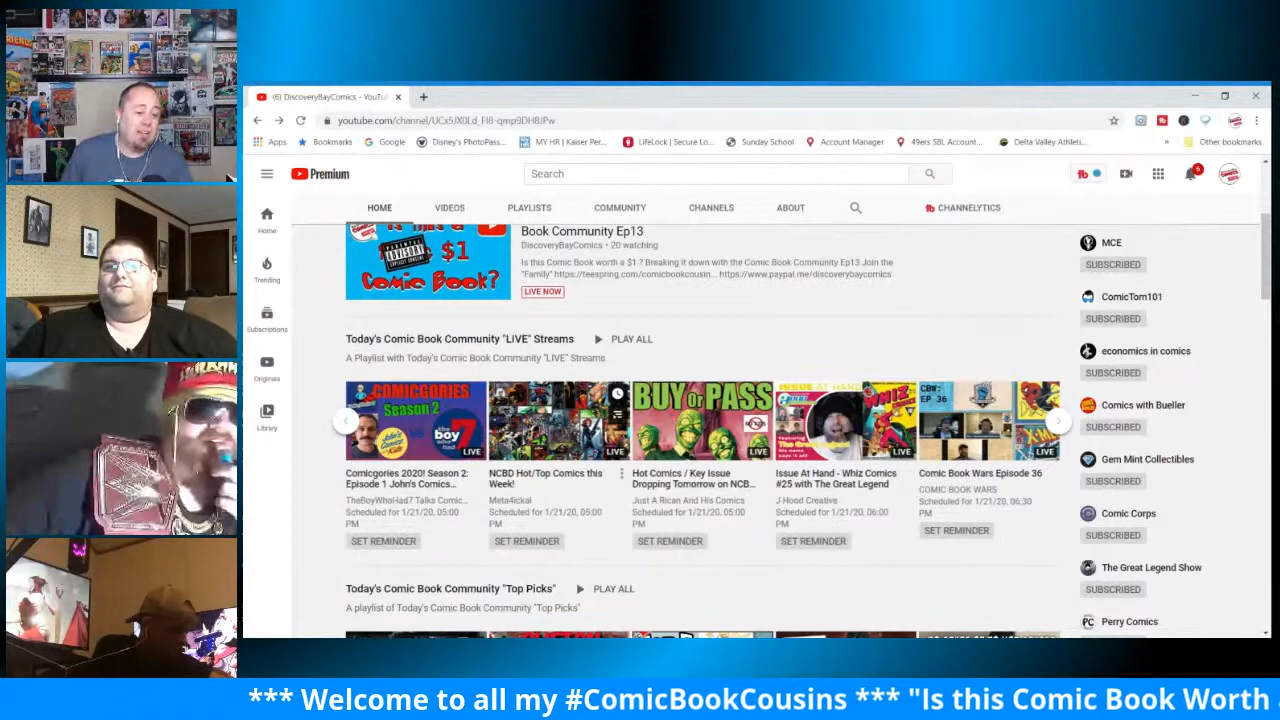 (6) DiscoveryBayComics - YouTu
youtube.com/channel/
Apps
Bookmarks
Google
Disney's PhotoPass...
MY HR | Kaiser Per...
LifeLock | Secure Lo...
Sunday School
Account Manager
49ers SBL Account...
Delta Valley Athleti...
»
Other bookmarks
Premium
Search
6
HOME
VIDEOS
PLAYLISTS
COMMUNITY
CHANNELS
ABOUT
CHANNELYTICS
Home
Trending
Subscriptions
Originals
Library
is this a
PARENTAL
ADVISORY
$1
Comic Book?
Book Community Ep13
DiscoveryBayComics • 20 watching
Is this Comic Book worth a $1 ? Breaking it down with the Comic Book Community Ep13 Join the
"Family" https://teespring.com/comicbookcousin... https://www.paypal.me/discoverybaycomics
LIVE NOW
Today's Comic Book Community "LIVE" Streams
PLAY ALL
A Playlist with Today's Comic Book Community "LIVE" Streams
COMICGORIES
Season 2
the boy
7
LIVE
LIVE
BUY or PASS
LIVE
ISSUE AT HAND
WHIZ
LIVE
CBW:
EP 36
LIVE
Comicgories 2020! Season 2:
Episode 1 John's Comics...
TheBoyWhoHad7 Talks Comic...
Scheduled for 1/21/20, 05:00
PM
SET REMINDER
NCBD Hot/Top Comics this
Week!
Meta4ickal
Scheduled for 1/21/20, 05:00
PM
SET REMINDER
Hot Comics / Key Issue
Dropping Tomorrow on NCB...
Just A Rican And His Comics
Scheduled for 1/21/20, 05:00
PM
SET REMINDER
Issue At Hand - Whiz Comics
#25 with The Great Legend
J Hood Creative
Scheduled for 1/21/20, 06:00
PM
SET REMINDER
Comic Book Wars Episode 36
COMIC BOOK WARS
Scheduled for 1/21/20, 06:30
PM
SET REMINDER
Today's Comic Book Community "Top Picks"
PLAY ALL
A playlist of Today's Comic Book Community "Top Picks"
MCE
SUBSCRIBED
ComicTom101
SUBSCRIBED
economics in comics
SUBSCRIBED
Comics with Bueller
SUBSCRIBED
Gem Mint Collectibles
SUBSCRIBED
Comic Corps
SUBSCRIBED
The Great Legend Show
SUBSCRIBED
Perry Comics
*** Welcome to all my #ComicBookCousins *** "Is this Comic Book Worth